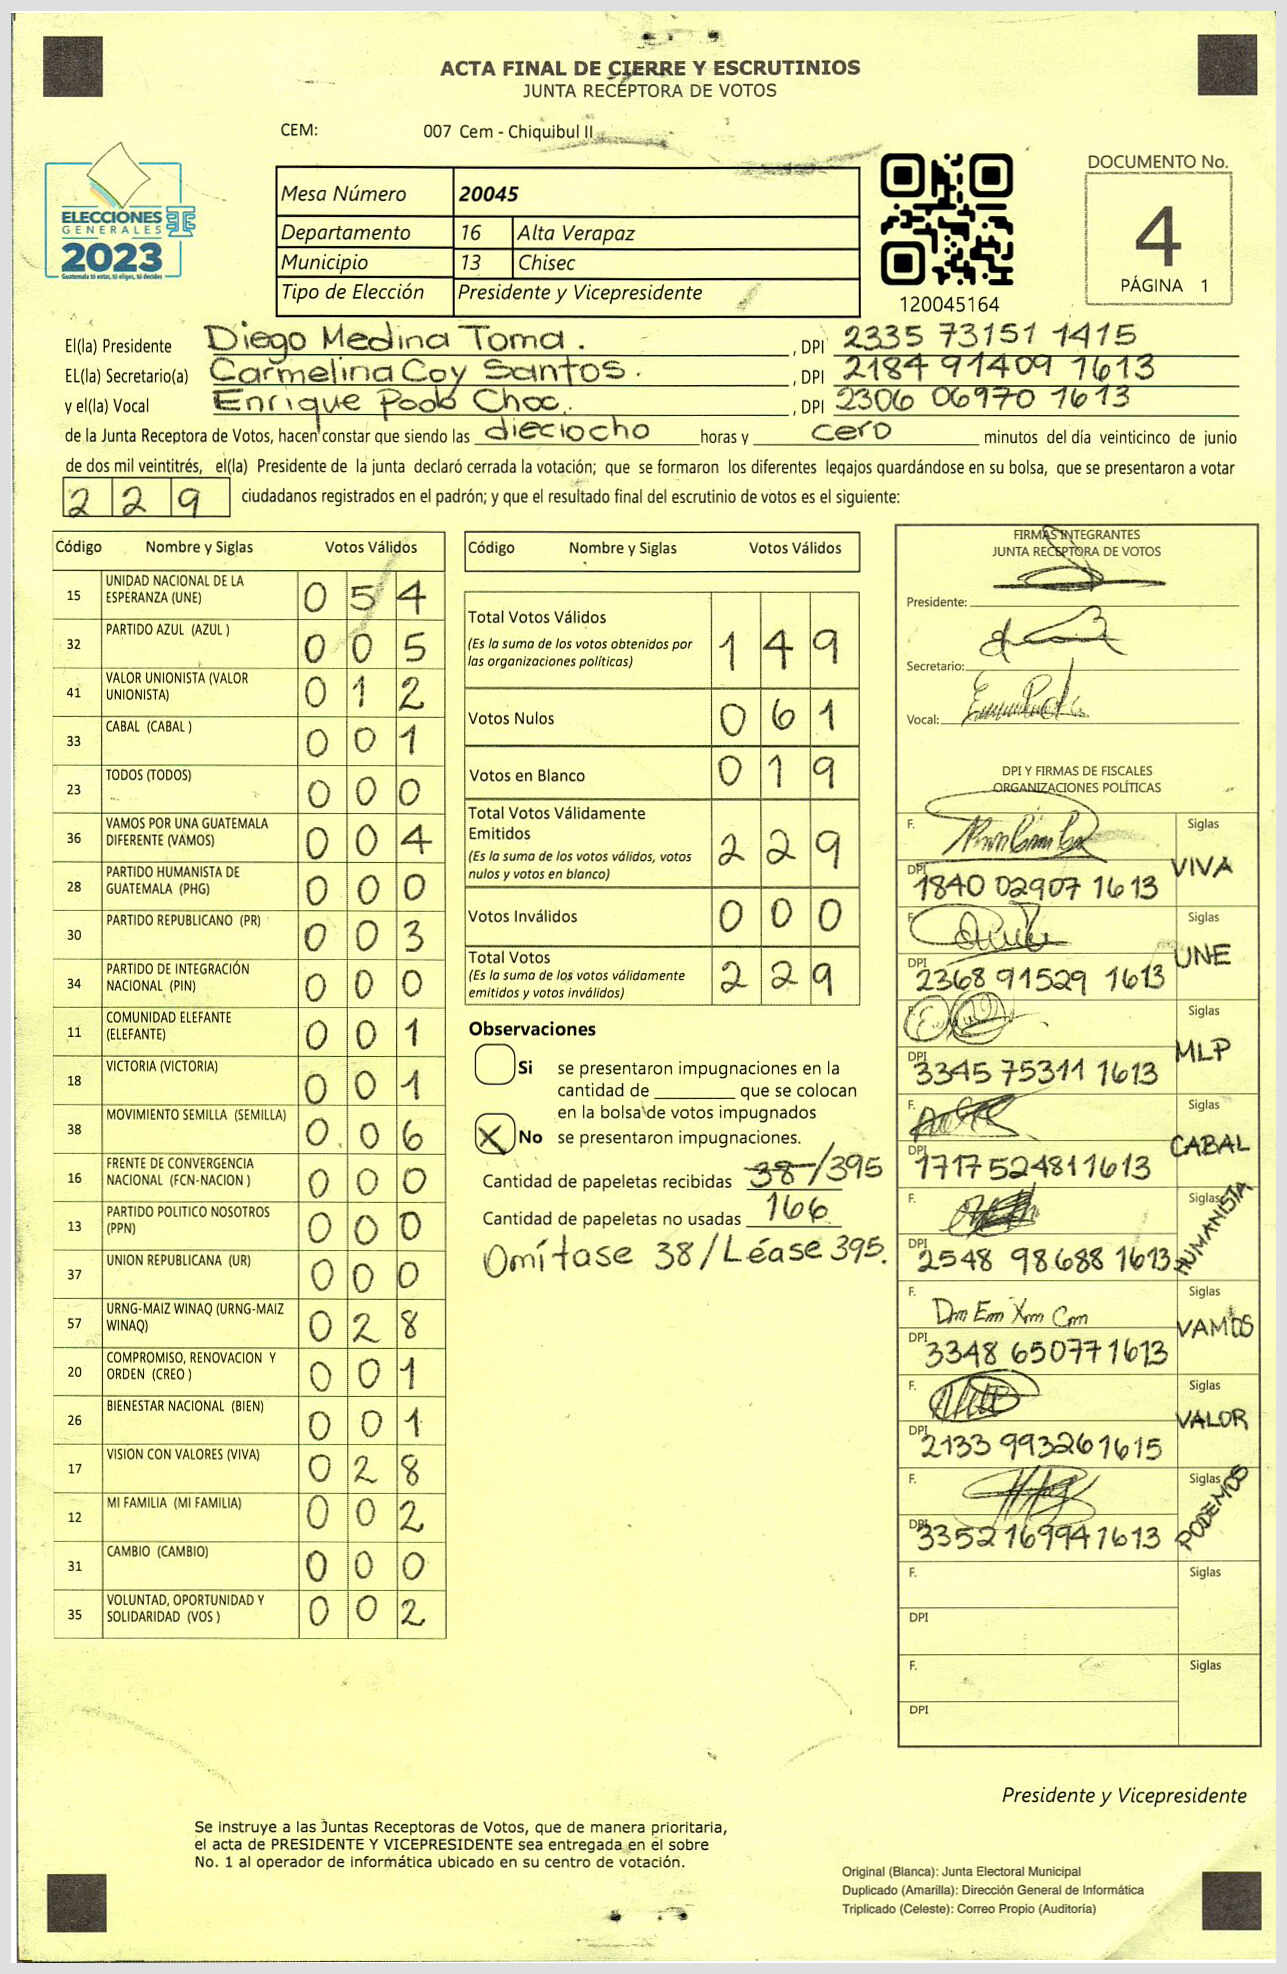 ACTA FINAL DE CIERRE Y ESCRUTINIOS
JUNTA RECEPTORA DE VOTOS
CEM: 007 Cem - Chiquibul II
ELECCIONES
GENERALES
2023
Guatemala tú estas, tú eliges, tú decides
Mesa Número 20045
Departamento 16 Alta Verapaz
Municipio 13 Chisec
Tipo de Elección Presidente y Vicepresidente
120045164
DOCUMENTO No.
4
PÁGINA 1
El(la) Presidente Diego Medina Toma. , DPI 2335 73151 1415
EL(la) Secretario(a) Carmelina Coy Santos. , DPI 2184 91409 1613
y el(la) Vocal Enrique Choc. , DPI 2306 06970 1613
de la Junta Receptora de Votos, hacen constar que siendo las dieciocho horas y cero minutos del día veinticinco de junio
de dos mil veintitrés, el(la) Presidente de la junta declaró cerrada la votación; que se formaron los diferentes legajos guardándose en su bolsa, que se presentaron a votar
229 ciudadanos registrados en el padrón; y que el resultado final del escrutinio de votos es el siguiente:
Código Nombre y Siglas Votos Válidos
15 UNIDAD NACIONAL DE LA ESPERANZA (UNE) 0 5 4
32 PARTIDO AZUL (AZUL ) 0 0 5
41 VALOR UNIONISTA (VALOR UNIONISTA) 0 1 2
33 CABAL (CABAL ) 0 0 1
23 TODOS (TODOS) 0 0 0
36 VAMOS POR UNA GUATEMALA DIFERENTE (VAMOS) 0 0 4
28 PARTIDO HUMANISTA DE GUATEMALA (PHG) 0 0 0
30 PARTIDO REPUBLICANO (PR) 0 0 3
34 PARTIDO DE INTEGRACIÓN NACIONAL (PIN) 0 0 0
11 COMUNIDAD ELEFANTE (ELEFANTE) 0 0 1
18 VICTORIA (VICTORIA) 0 0 1
38 MOVIMIENTO SEMILLA (SEMILLA) 0 0 6
16 FRENTE DE CONVERGENCIA NACIONAL (FCN-NACION ) 0 0 0
13 PARTIDO POLITICO NOSOTROS (PPN) 0 0 0
37 UNION REPUBLICANA (UR) 0 0 0
57 URNG-MAIZ WINAQ (URNG-MAIZ WINAQ) 0 2 8
20 COMPROMISO, RENOVACION Y ORDEN (CREO ) 0 0 1
26 BIENESTAR NACIONAL (BIEN) 0 0 1
17 VISION CON VALORES (VIVA) 0 2 8
12 MI FAMILIA (MI FAMILIA) 0 0 2
31 CAMBIO (CAMBIO) 0 0 0
35 VOLUNTAD, OPORTUNIDAD Y SOLIDARIDAD (VOS ) 0 0 2
Código Nombre y Siglas Votos Válidos
Total Votos Válidos 1 4 9
(Es la suma de los votos obtenidos por
las organizaciones políticas)
Votos Nulos 0 6 1
Votos en Blanco 0 1 9
Total Votos Válidamente
Emitidos 2 2 9
(Es la suma de los votos válidos, votos
nulos y votos en blanco)
Votos Inválidos 0 0 0
Total Votos 2 2 9
(Es la suma de los votos válidamente
emitidos y votos inválidos)
Observaciones
Si se presentaron impugnaciones en la
cantidad de ________ que se colocan
en la bolsa de votos impugnados
X No se presentaron impugnaciones.
Cantidad de papeletas recibidas 38/395
Cantidad de papeletas no usadas 166
Omítase 38/Léase 395.
FIRMAS INTEGRANTES
JUNTA RECEPTORA DE VOTOS
Presidente:
Secretario:
Vocal:
DPI Y FIRMAS DE FISCALES
ORGANIZACIONES POLÍTICAS
F. Siglas VIVA
DPI 1840 02907 1613
F. Siglas UNE
DPI 2368 91529 1613
Siglas MLP
DPI 3345 75311 1613
F. Siglas CABAL
DPI 1717 52481 1613
F. Siglas HUMANISTA
DPI 2548 98688 1613
F. Dm Em Xm Cm Siglas VAMOS
DPI 3348 65077 1613
F. Siglas VALOR
DPI 2133 99326 1615
F. Siglas PODEMOS
DPI 3352 16994 1613
F. Siglas
DPI
F. Siglas
DPI
Presidente y Vicepresidente
Se instruye a las Juntas Receptoras de Votos, que de manera prioritaria,
el acta de PRESIDENTE Y VICEPRESIDENTE sea entregada en el sobre
No. 1 al operador de informática ubicado en su centro de votación.
Original (Blanca): Junta Electoral Municipal
Duplicado (Amarilla): Dirección General de Informática
Triplicado (Celeste): Correo Propio (Auditoría)